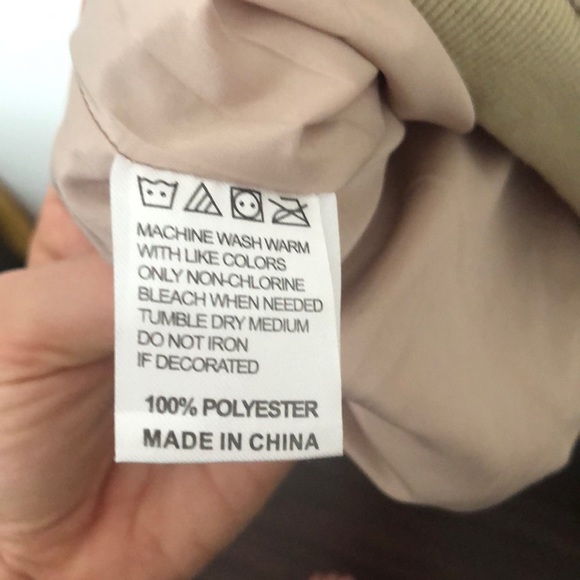 MACHINE WASH WARM
WITH LIKE COLORS
ONLY NON-CHLORINE
BLEACH WHEN NEEDED
TUMBLE DRY MEDIUM
DO NOT IRON
IF DECORATED
100% POLYESTER
MADE IN CHINA